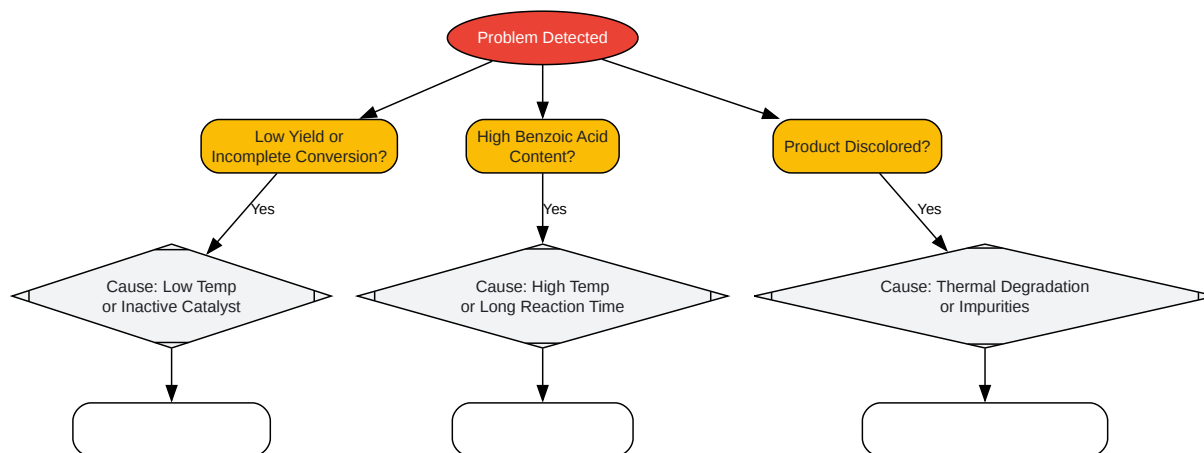 Problem Detected
Low Yield or
Incomplete Conversion?
High Benzoic Acid
Content?
Product Discolored?
Yes
Yes
Yes
Cause: Low Temp
or Inactive Catalyst
Cause: High Temp
or Long Reaction Time
Cause: Thermal Degradation
or Impurities